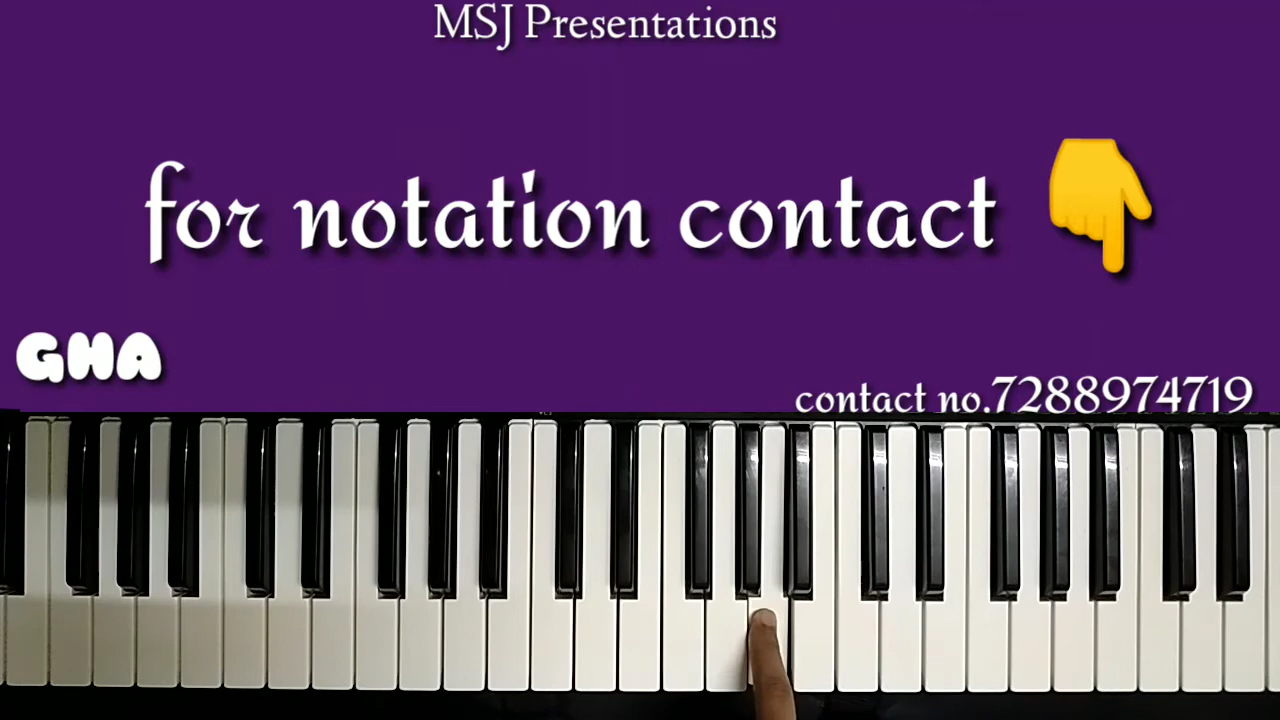 MSJ Presentations
for notation contact 👇
GHA
contact no.7288974719